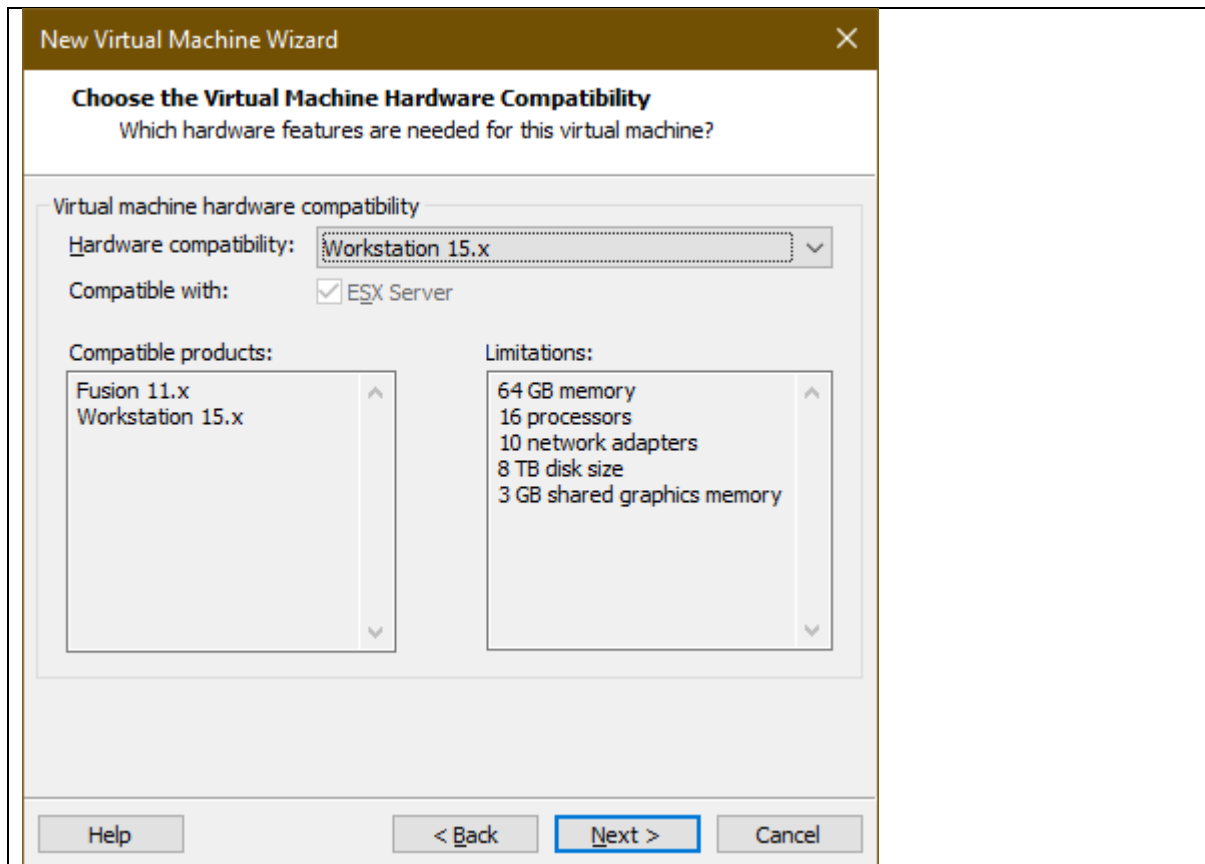 New Virtual Machine Wizard
Choose the Virtual Machine Hardware Compatibility
Which hardware features are needed for this virtual machine?
Virtual machine hardware compatibility
Hardware compatibility: Workstation 15.x
Compatible with: ESX Server
Compatible products:
Fusion 11.x
Workstation 15.x
Limitations:
64 GB memory
16 processors
10 network adapters
8 TB disk size
3 GB shared graphics memory
Help < Back Next > Cancel